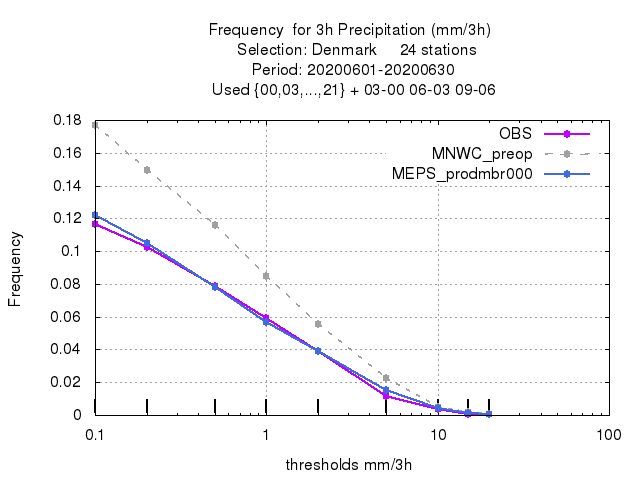 Frequency  for 3h Precipitation (mm/3h)
Selection: Denmark     24 stations
Period: 20200601-20200630
Used {00,03,...,21} + 03-00 06-03 09-06
OBS
MNWC_preop
MEPS_prodmbr000
Frequency
0.18
0.16
0.14
0.12
0.1
0.08
0.06
0.04
0.02
0
0.1 1 10 100
thresholds mm/3h